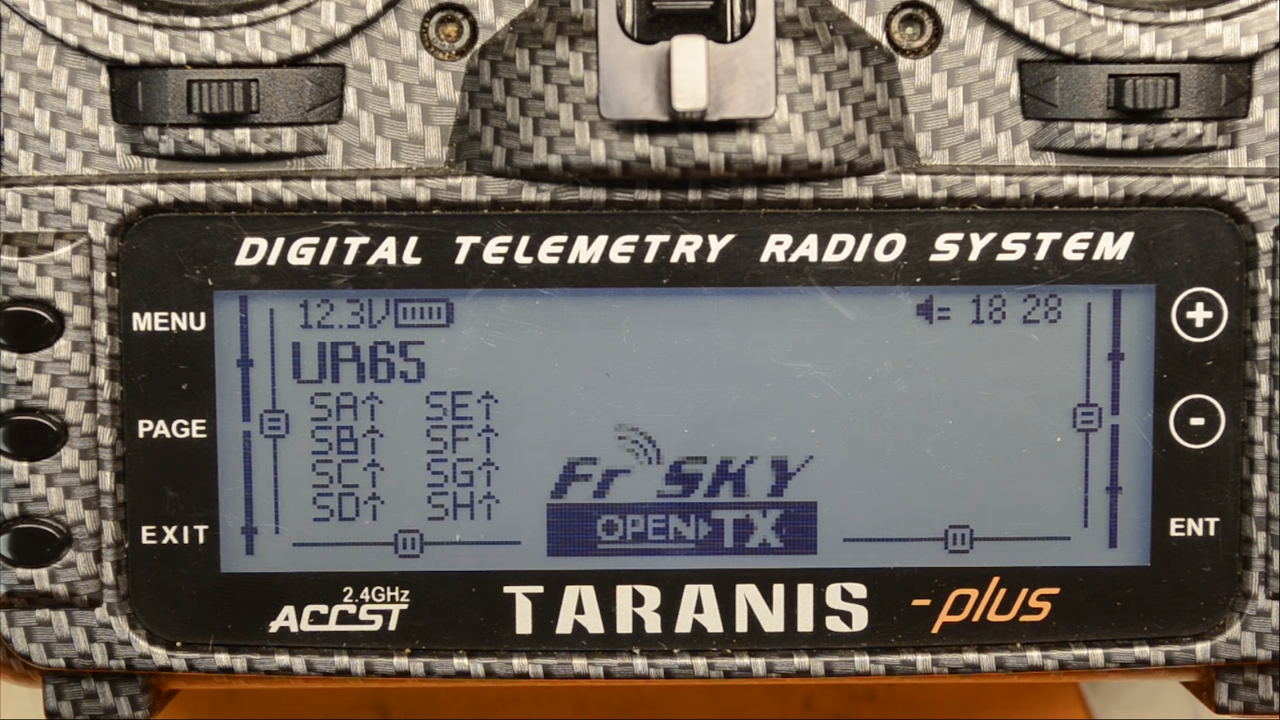 DIGITAL TELEMETRY RADIO SYSTEM
MENU
PAGE
EXIT
12.3V
18 28
UR65
SA↑ SE↑
SB↑ SF↑
SC↑ SG↑
SD↑ SH↑
FrSKY
OPEN TX
+
-
ENT
2.4GHz
ACCST
TARANIS -plus